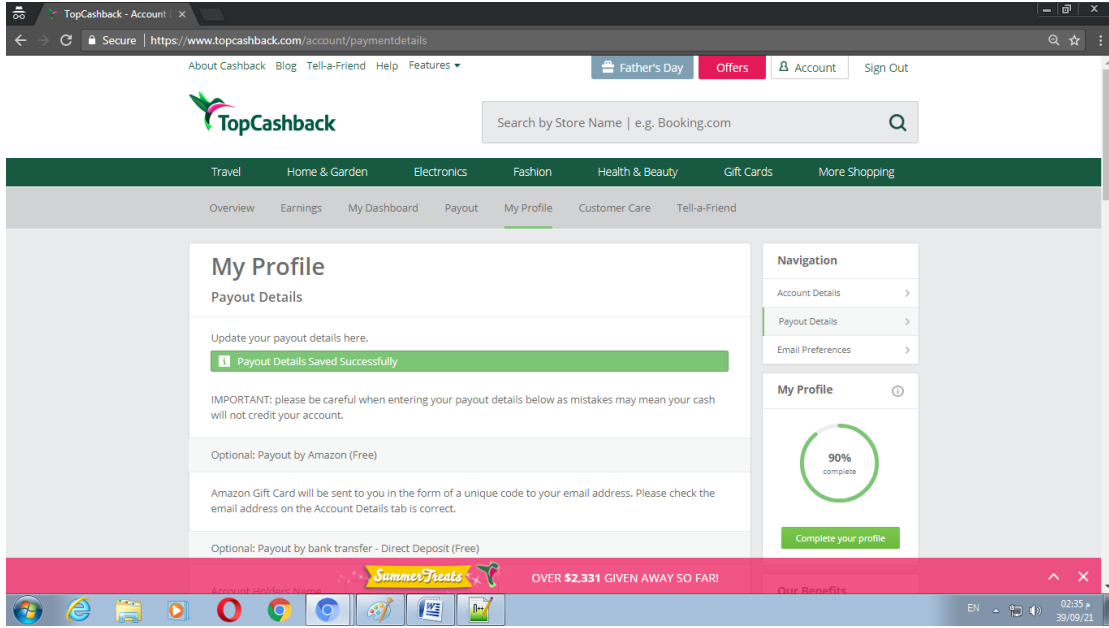 TopCashback - Account
Secure | https://www.topcashback.com/account/paymentdetails
About Cashback Blog Tell-a-Friend Help Features
Father's Day
Offers
Account
Sign Out
TopCashback
Search by Store Name | e.g. Booking.com
Travel Home & Garden Electronics Fashion Health & Beauty Gift Cards More Shopping
Overview Earnings My Dashboard Payout My Profile Customer Care Tell-a-Friend
My Profile
Payout Details
Update your payout details here.
Payout Details Saved Successfully
IMPORTANT: please be careful when entering your payout details below as mistakes may mean your cash
will not credit your account.
Optional: Payout by Amazon (Free)
Amazon Gift Card will be sent to you in the form of a unique code to your email address. Please check the
email address on the Account Details tab is correct.
Optional: Payout by bank transfer - Direct Deposit (Free)
Account Holders Name
Navigation
Account Details
Payout Details
Email Preferences
My Profile
90%
complete
Complete your profile
Our Benefits
SummerTreats
OVER $2,331 GIVEN AWAY SO FAR!
EN
02:35 م
39/09/21